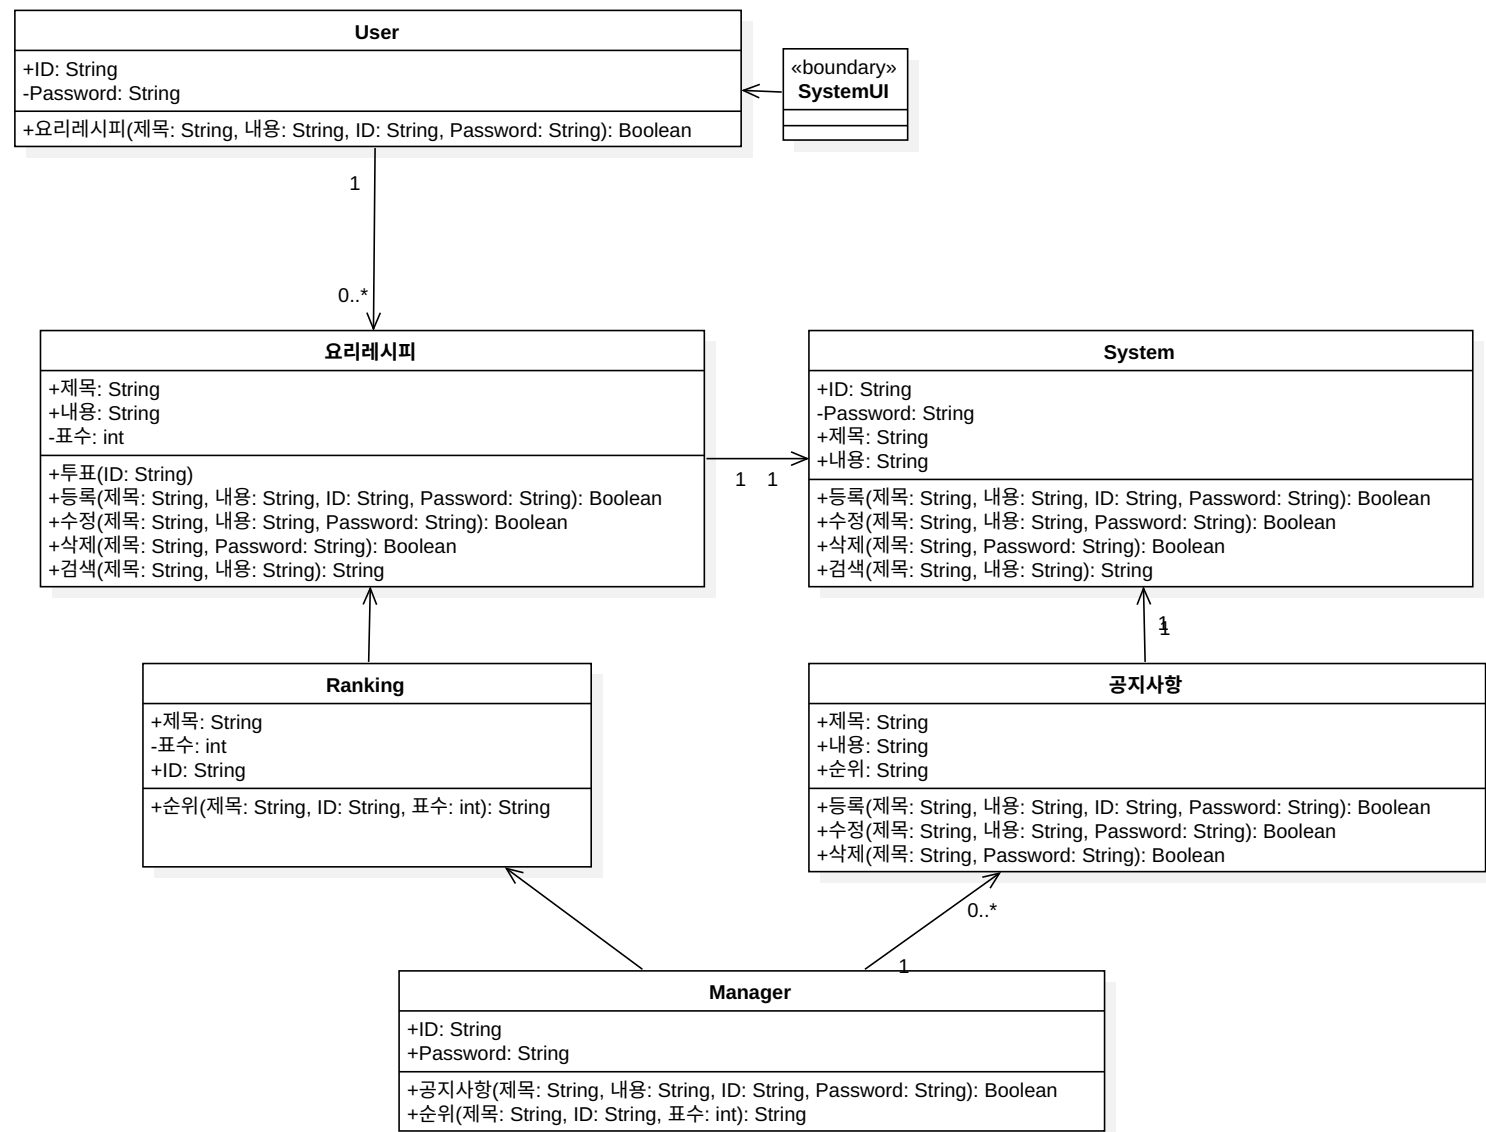 User
+ID: String
-Password: String
+요리레시피(제목: String, 내용: String, ID: String, Password: String): Boolean
«boundary»
SystemUI
1
0..*
요리레시피
+제목: String
+내용: String
-표수: int
+투표(ID: String)
+등록(제목: String, 내용: String, ID: String, Password: String): Boolean
+수정(제목: String, 내용: String, Password: String): Boolean
+삭제(제목: String, Password: String): Boolean
+검색(제목: String, 내용: String): String
1 1
System
+ID: String
-Password: String
+제목: String
+내용: String
+등록(제목: String, 내용: String, ID: String, Password: String): Boolean
+수정(제목: String, 내용: String, Password: String): Boolean
+삭제(제목: String, Password: String): Boolean
+검색(제목: String, 내용: String): String
1
1
Ranking
+제목: String
-표수: int
+ID: String
+순위(제목: String, ID: String, 표수: int): String
공지사항
+제목: String
+내용: String
+순위: String
+등록(제목: String, 내용: String, ID: String, Password: String): Boolean
+수정(제목: String, 내용: String, Password: String): Boolean
+삭제(제목: String, Password: String): Boolean
0..*
1
Manager
+ID: String
+Password: String
+공지사항(제목: String, 내용: String, ID: String, Password: String): Boolean
+순위(제목: String, ID: String, 표수: int): String